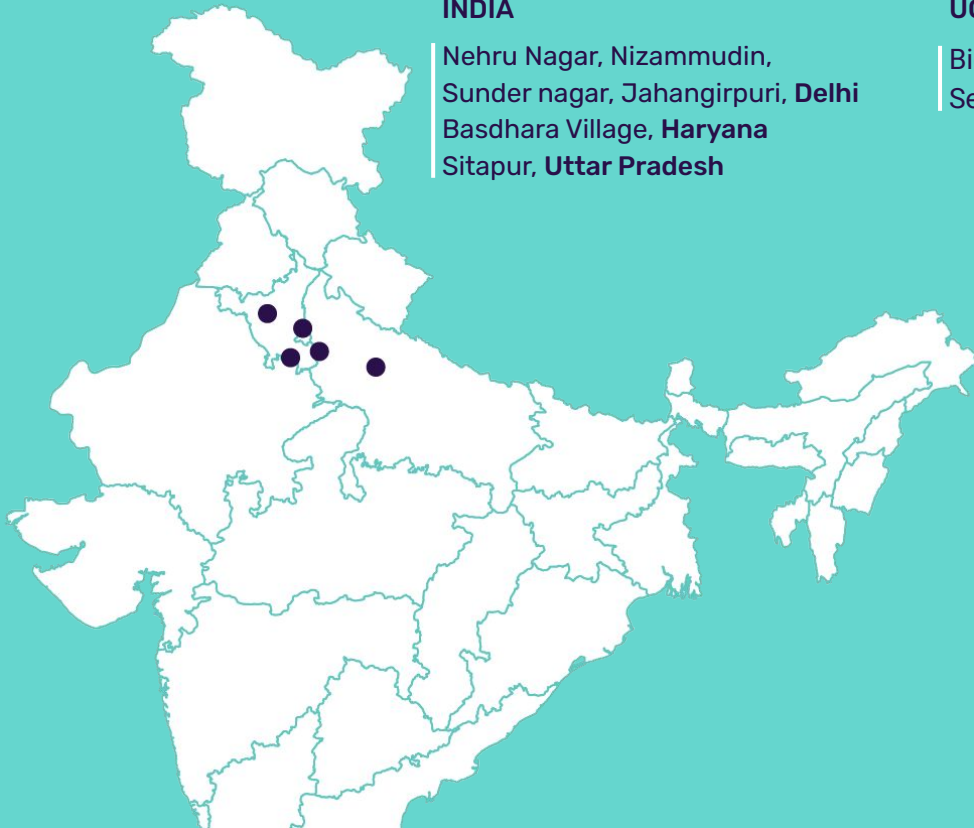 INDIA
Nehru Nagar, Nizammudin,
Sunder nagar, Jahangirpuri, Delhi
Basdhara Village, Haryana
Sitapur, Uttar Pradesh